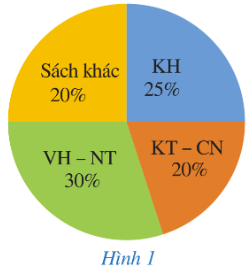 Sách khác
20%
KH
25%
VH – NT
30%
KT – CN
20%
Hình 1